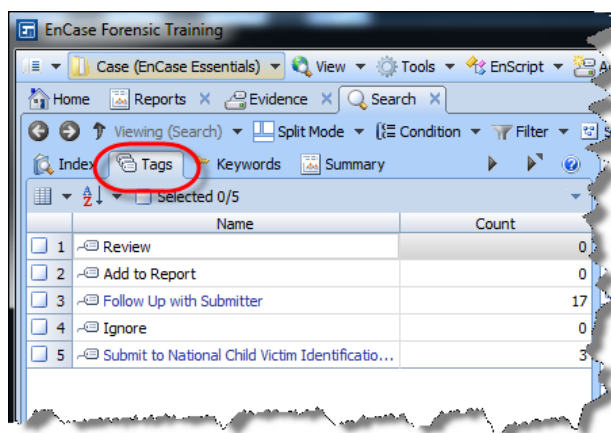 EnCase Forensic Training
Case (EnCase Essentials) View Tools EnScript
Home Reports Evidence Search
Viewing (Search) Split Mode Condition Filter
Index Tags Keywords Summary
Selected 0/5
Name Count
1 Review 0
2 Add to Report 0
3 Follow Up with Submitter 17
4 Ignore 0
5 Submit to National Child Victim Identificatio... 3